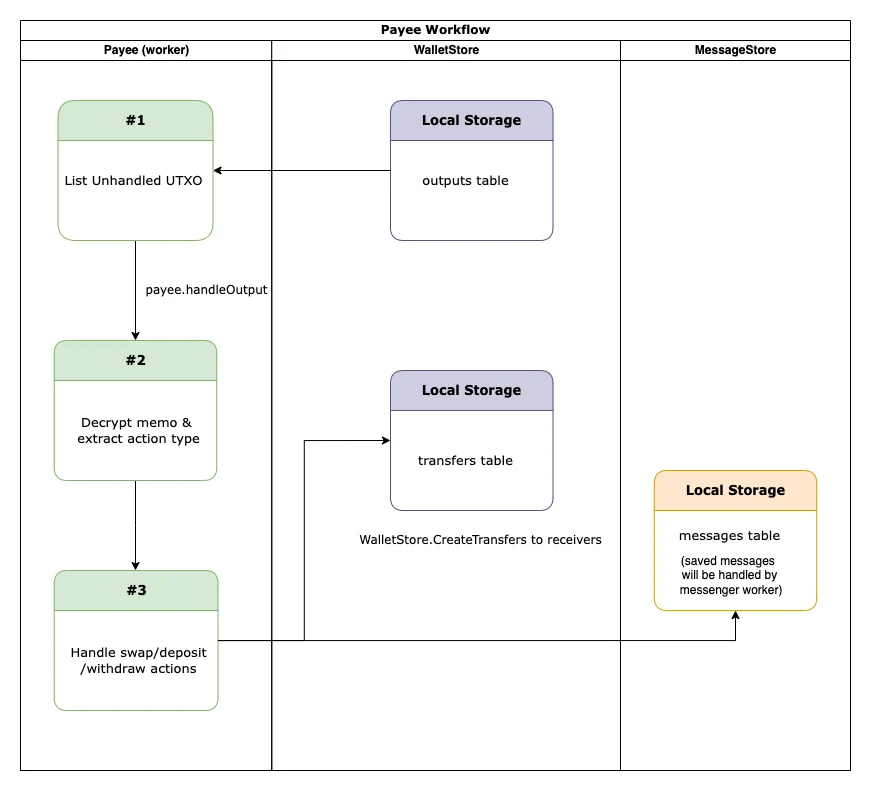 Payee Workflow
Payee (worker)
WalletStore
MessageStore
#1
List Unhandled UTXO
Local Storage
outputs table
payee.handleOutput
#2
Decrypt memo &
extract action type
Local Storage
transfers table
WalletStore.CreateTransfers to receivers
Local Storage
messages table
(saved messages
will be handled by
messenger worker)
#3
Handle swap/deposit
/withdraw actions